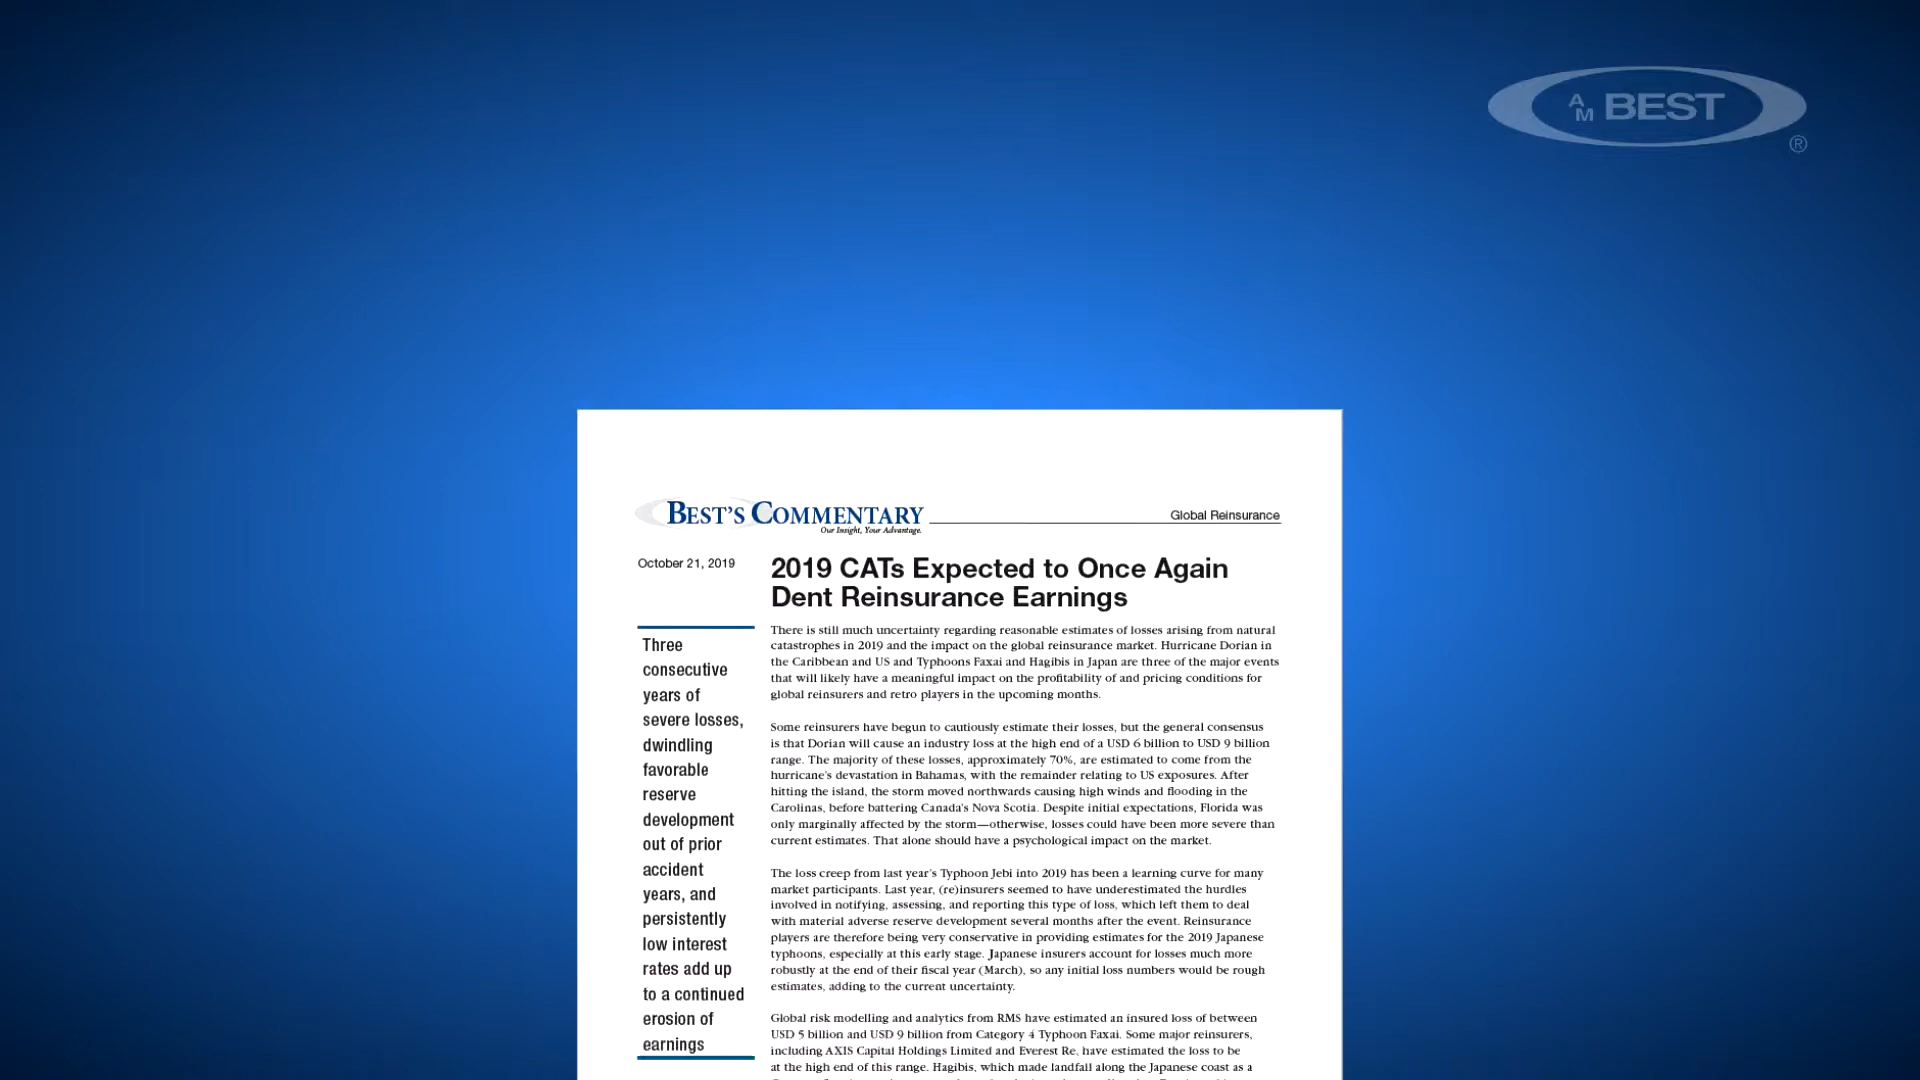 A
M BEST
®
BEST'S COMMENTARY
Our Insight, Your Advantage.
Global Reinsurance
October 21, 2019
2019 CATs Expected to Once Again
Dent Reinsurance Earnings
Three
consecutive
years of
severe losses,
dwindling
favorable
reserve
development
out of prior
accident
years, and
persistently
low interest
rates add up
to a continued
erosion of
earnings
There is still much uncertainty regarding reasonable estimates of losses arising from natural
catastrophes in 2019 and the impact on the global reinsurance market. Hurricane Dorian in
the Caribbean and US and Typhoons Faxai and Hagibis in Japan are three of the major events
that will likely have a meaningful impact on the profitability of and pricing conditions for
global reinsurers and retro players in the upcoming months.
Some reinsurers have begun to cautiously estimate their losses, but the general consensus
is that Dorian will cause an industry loss at the high end of a USD 6 billion to USD 9 billion
range. The majority of these losses, approximately 70%, are estimated to come from the
hurricane's devastation in Bahamas, with the remainder relating to US exposures. After
hitting the island, the storm moved northwards causing high winds and flooding in the
Carolinas, before battering Canada's Nova Scotia. Despite initial expectations, Florida was
only marginally affected by the storm—otherwise, losses could have been more severe than
current estimates. That alone should have a psychological impact on the market.
The loss creep from last year's Typhoon Jebi into 2019 has been a learning curve for many
market participants. Last year, (re)insurers seemed to have underestimated the hurdles
involved in notifying, assessing, and reporting this type of loss, which left them to deal
with material adverse reserve development several months after the event. Reinsurance
players are therefore being very conservative in providing estimates for the 2019 Japanese
typhoons, especially at this early stage. Japanese insurers account for losses much more
robustly at the end of their fiscal year (March), so any initial loss numbers would be rough
estimates, adding to the current uncertainty.
Global risk modelling and analytics from RMS have estimated an insured loss of between
USD 5 billion and USD 9 billion from Category 4 Typhoon Faxai. Some major reinsurers,
including AXIS Capital Holdings Limited and Everest Re, have estimated the loss to be
at the high end of this range. Hagibis, which made landfall along the Japanese coast as a